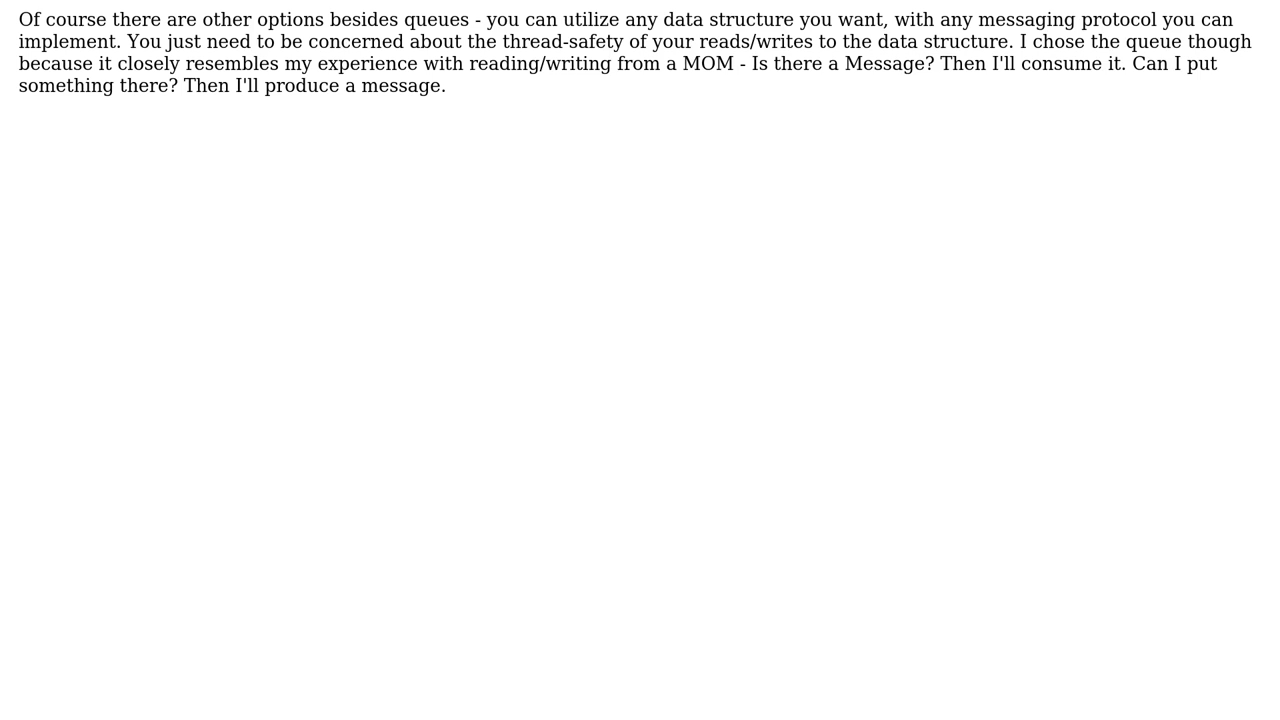 Of course there are other options besides queues - you can utilize any data structure you want, with any messaging protocol you can
implement. You just need to be concerned about the thread-safety of your reads/writes to the data structure. I chose the queue though
because it closely resembles my experience with reading/writing from a MOM - Is there a Message? Then I'll consume it. Can I put
something there? Then I'll produce a message.